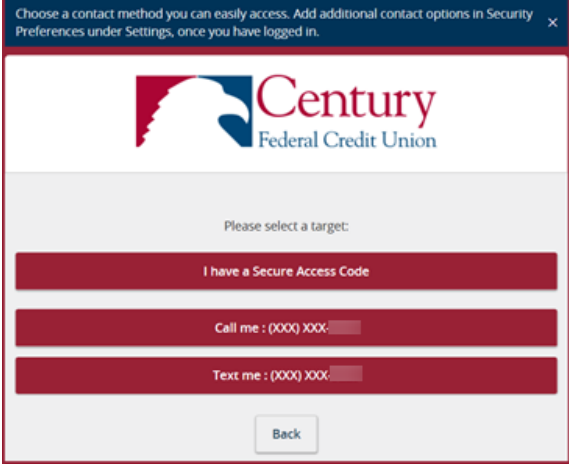 Choose a contact method you can easily access. Add additional contact options in Security
Preferences under Settings, once you have logged in.
×
Century
Federal Credit Union
Please select a target:
I have a Secure Access Code
Call me : (XXX) XXX-
Text me : (XXX) XXX-
Back